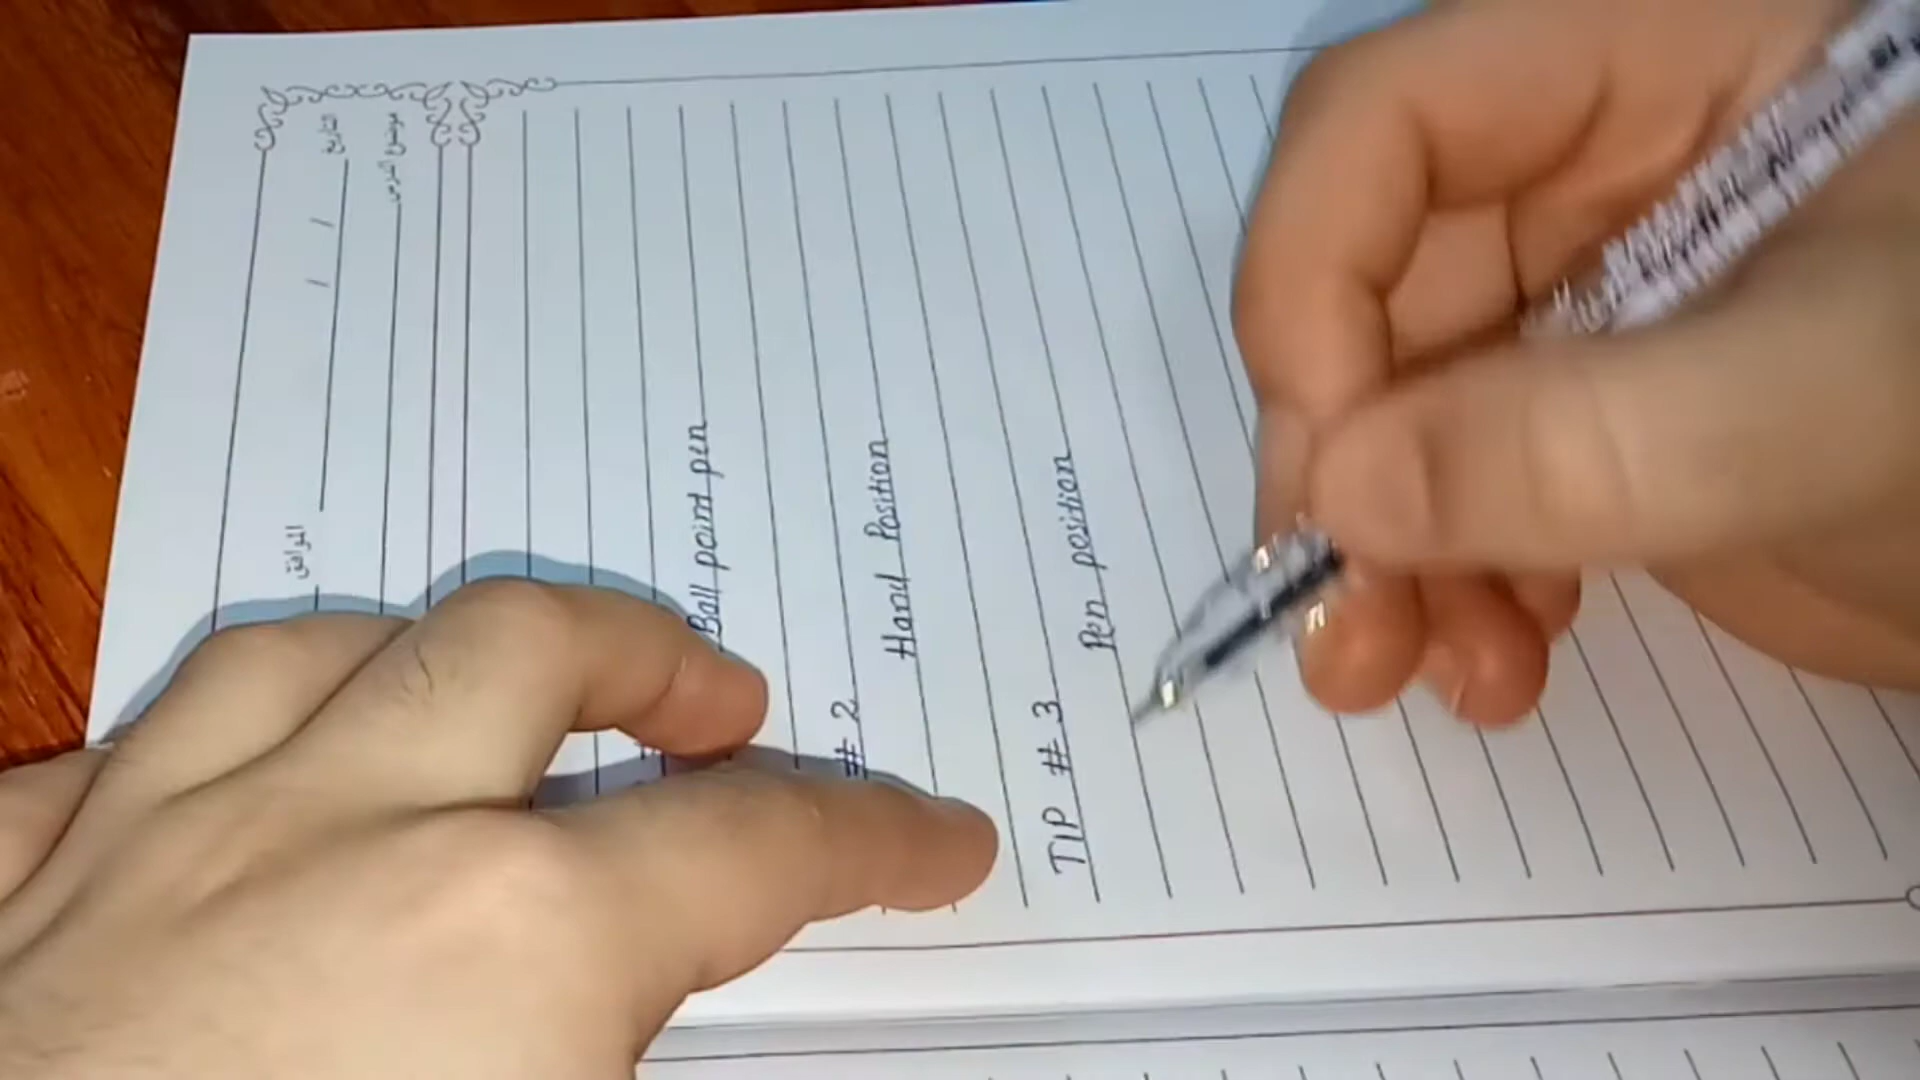 التاريخ / / الموافق
موضوع الدرس
#
Ball point pen
# 2
Hand Position
TIP # 3
Pen position